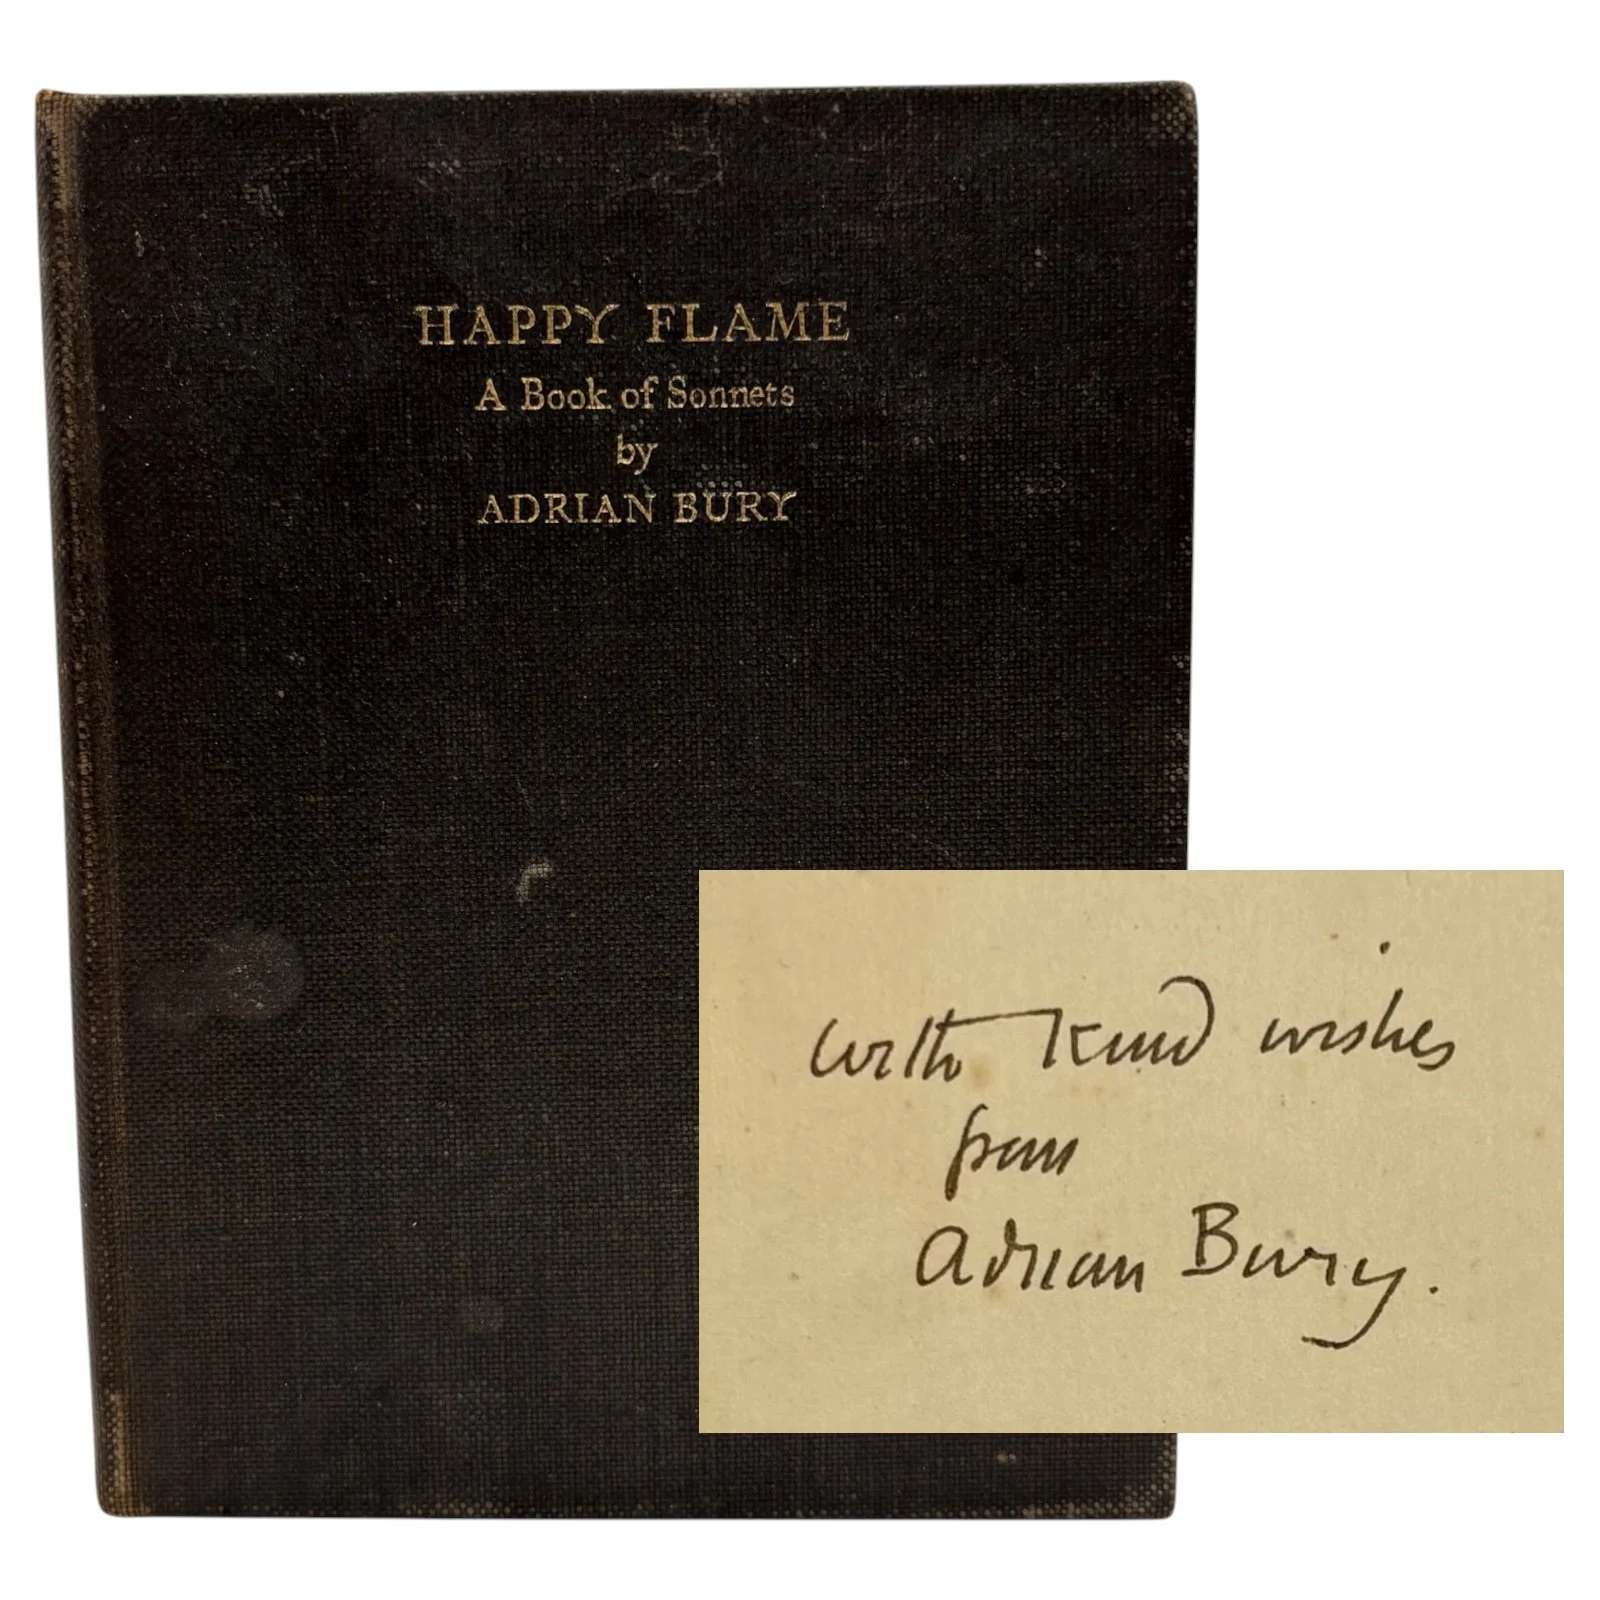 HAPPY FLAME
A Book of Sonnets
by
ADRIAN BURY
With Kind wishes
from
Adrian Bury.